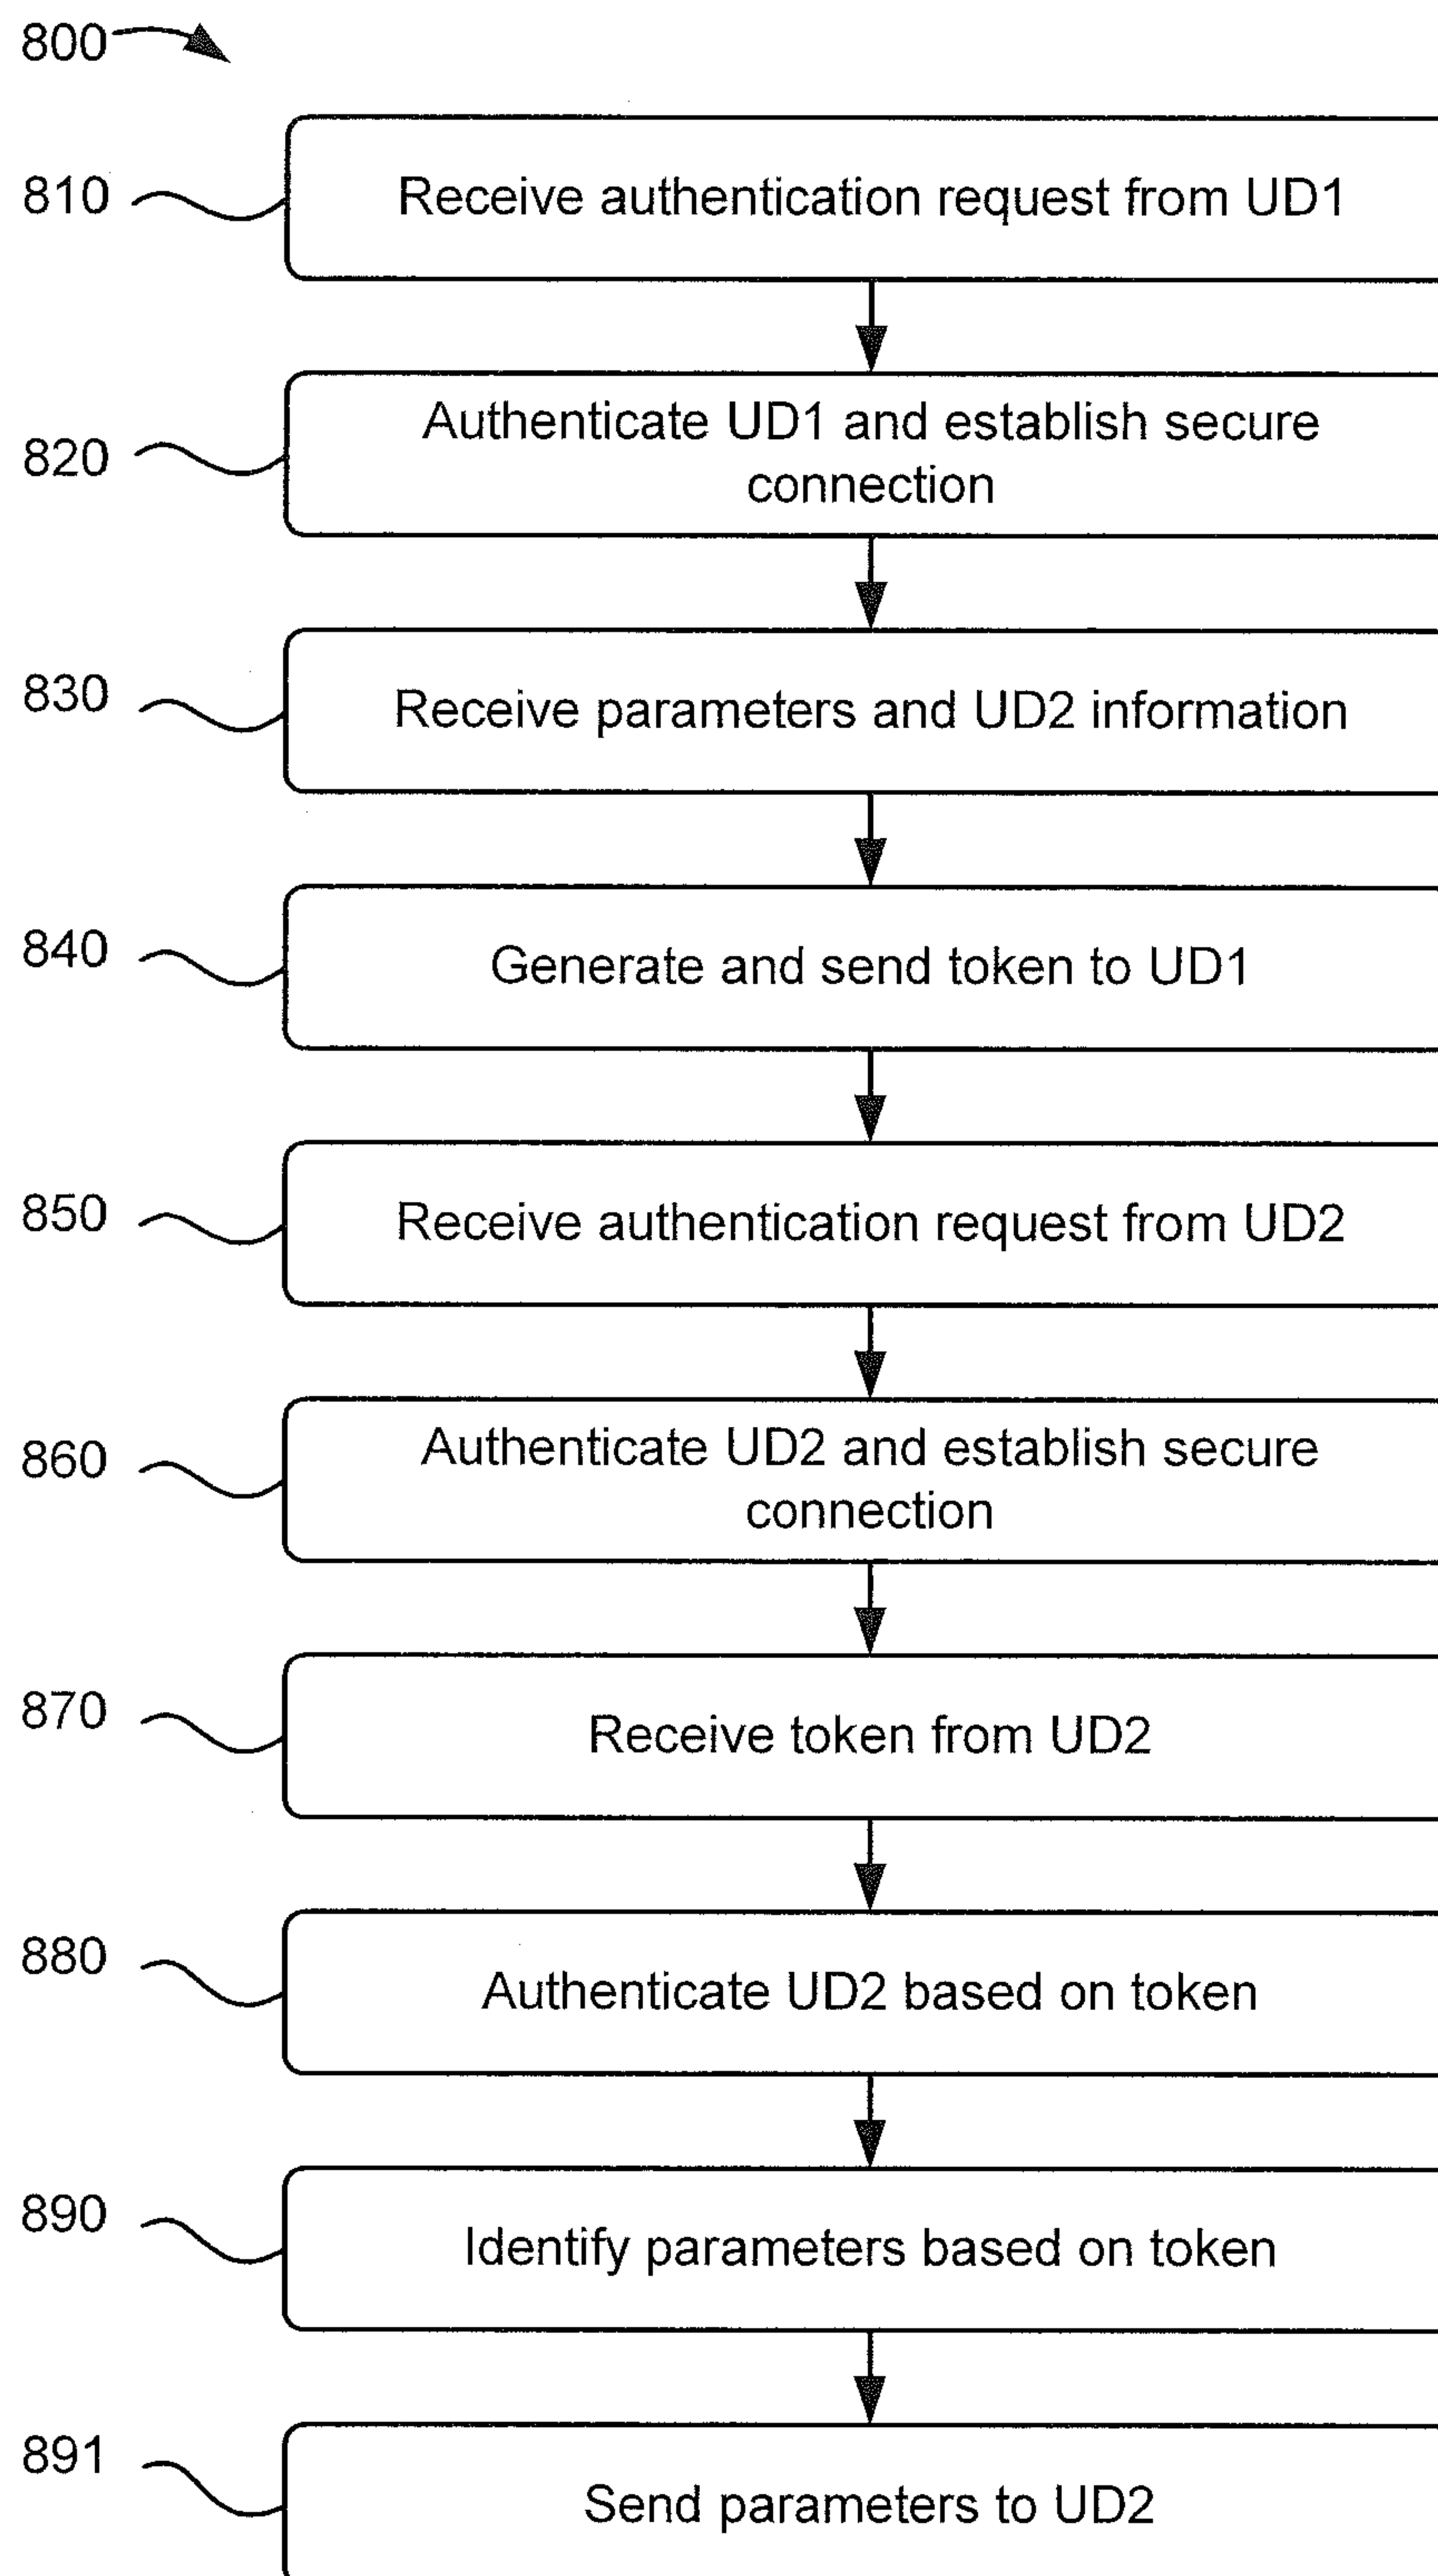 800
810
Receive authentication request from UD1
820
Authenticate UD1 and establish secure
connection
830
Receive parameters and UD2 information
840
Generate and send token to UD1
850
Receive authentication request from UD2
860
Authenticate UD2 and establish secure
connection
870
Receive token from UD2
880
Authenticate UD2 based on token
890
Identify parameters based on token
891
Send parameters to UD2